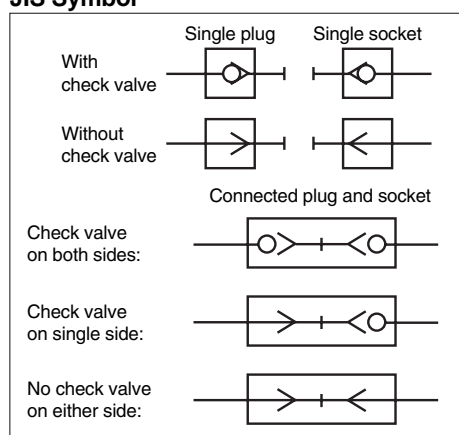 JIS Symbol
Single plug Single socket
With
check valve
Without
check valve
Connected plug and socket
Check valve
on both sides:
Check valve
on single side:
No check valve
on either side: